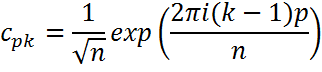 c_{pk} = \frac{1}{\sqrt{n}} exp\left(\frac{2\pi i(k-1)p}{n}\right)